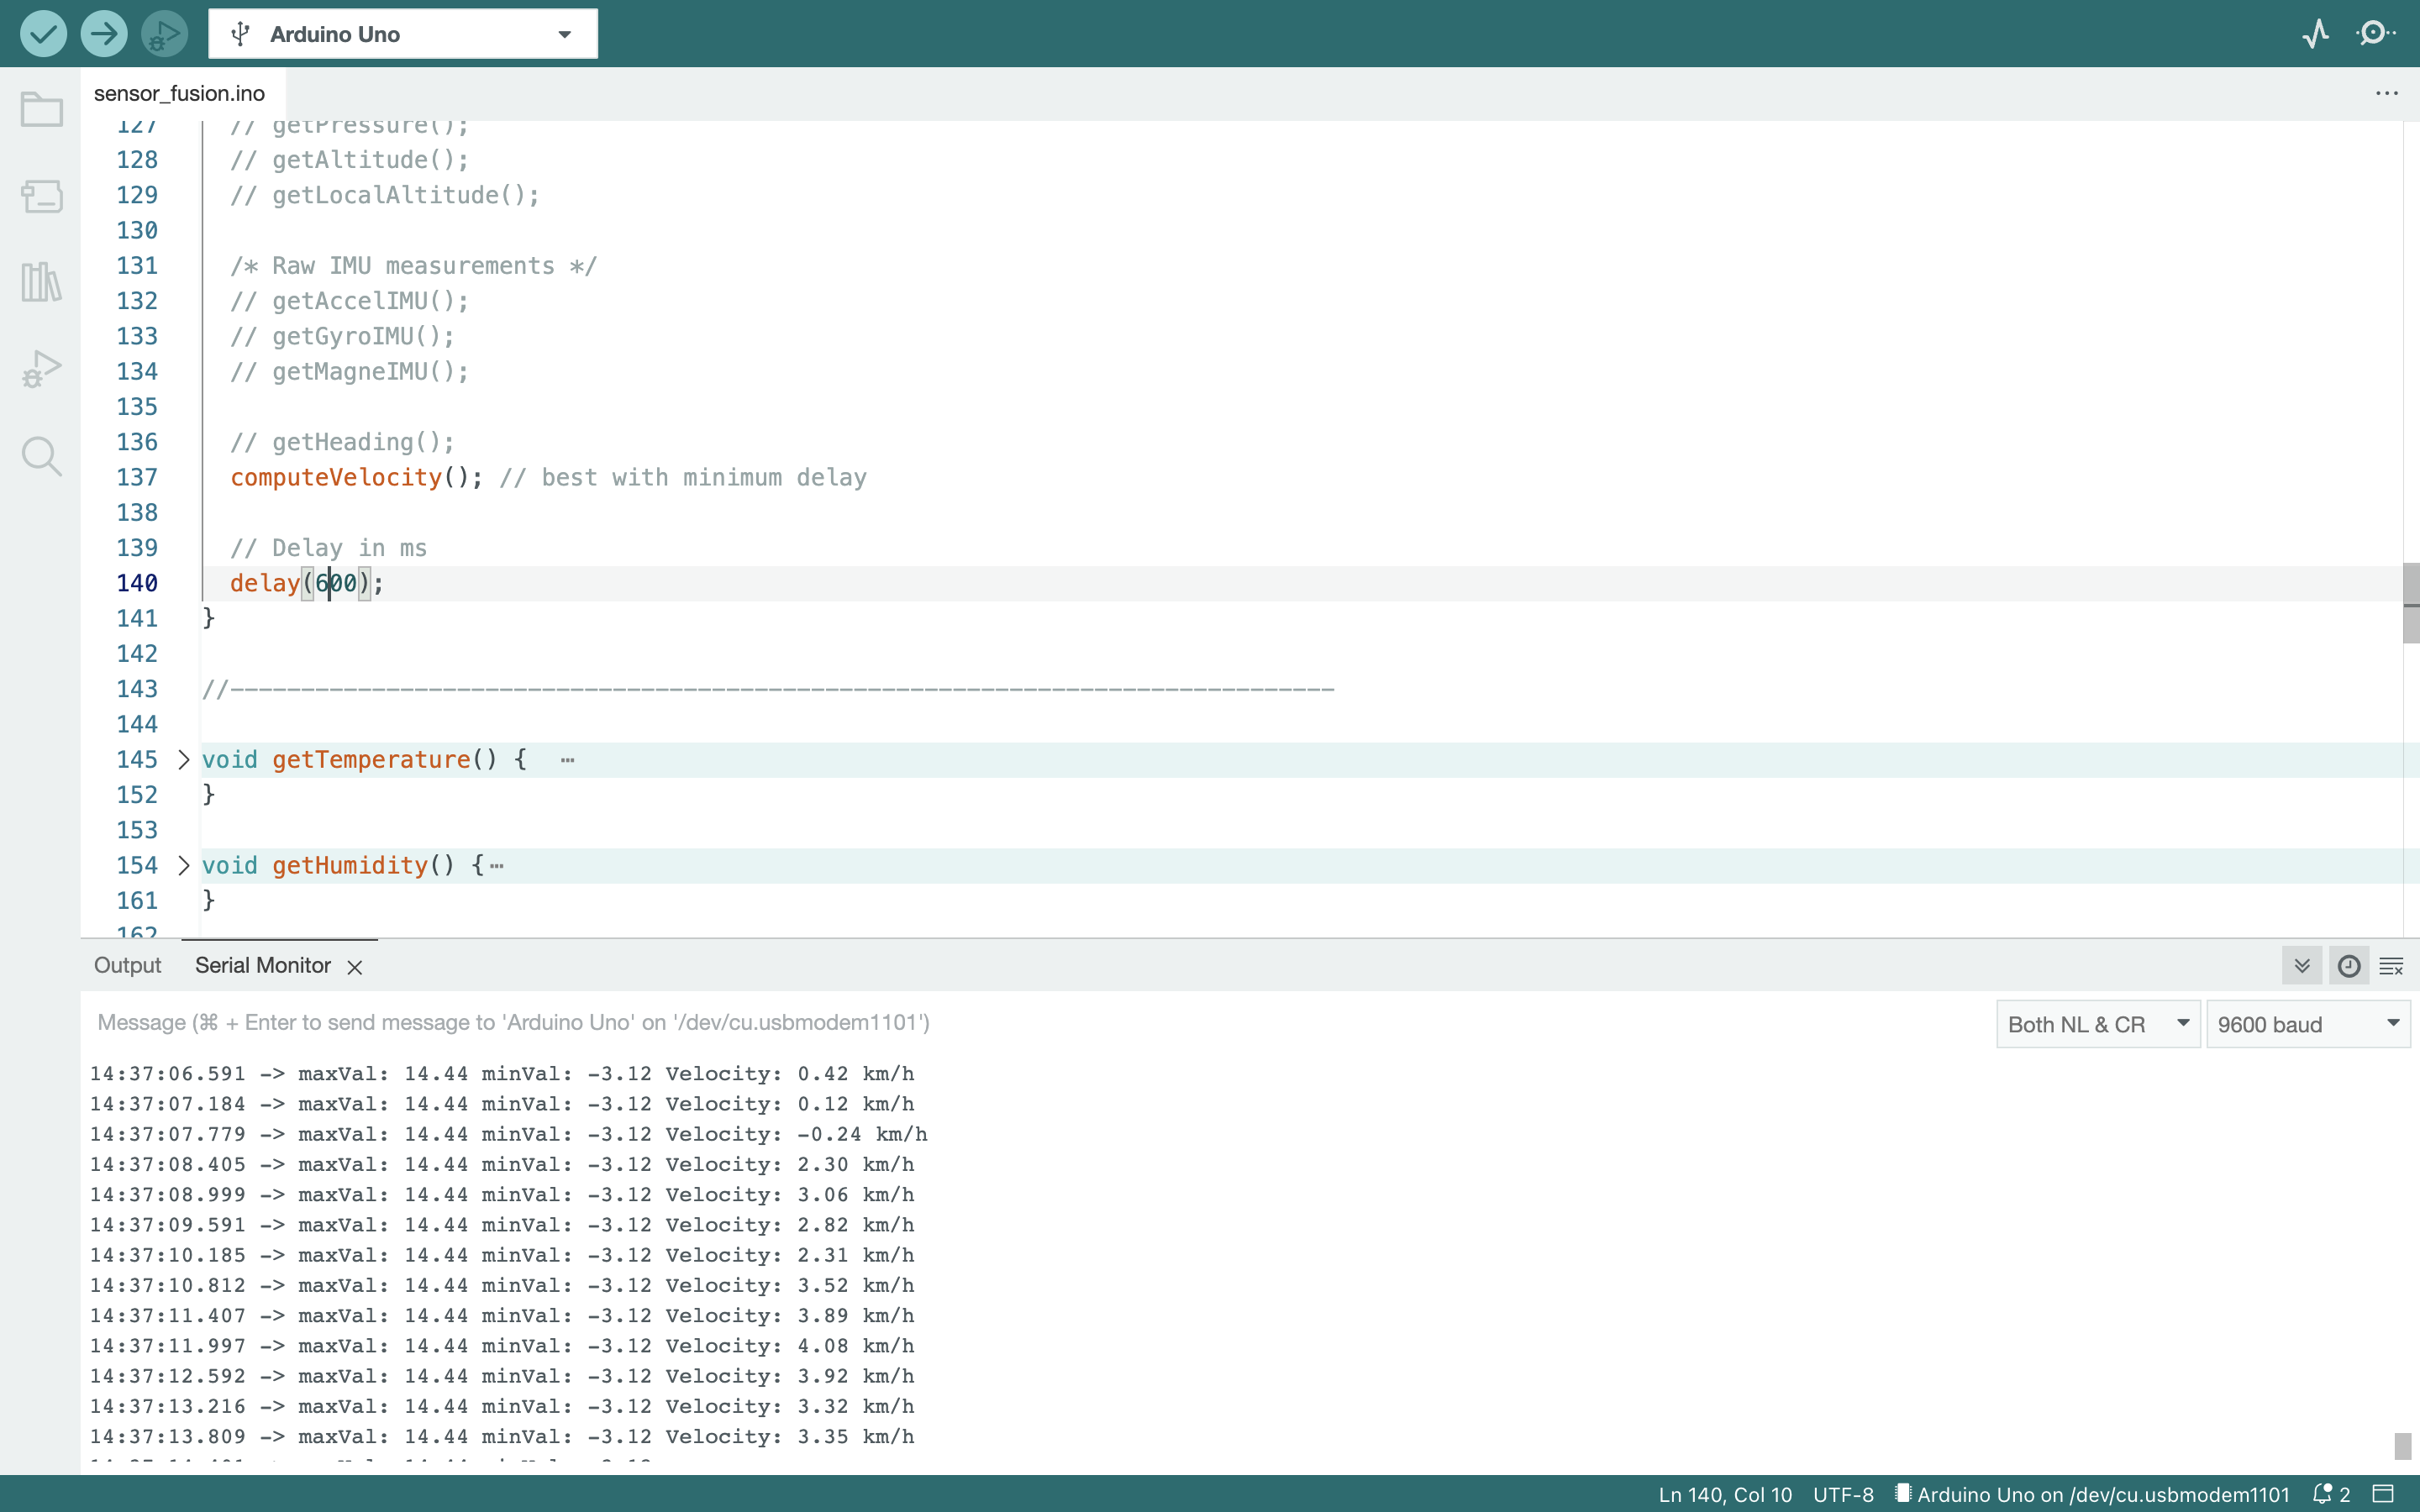 Arduino Uno
sensor_fusion.ino
127 // getPressure();
128 // getAltitude();
129 // getLocalAltitude();
130
131 /* Raw IMU measurements */
132 // getAccelIMU();
133 // getGyroIMU();
134 // getMagneIMU();
135
136 // getHeading();
137 computeVelocity(); // best with minimum delay
138
139 // Delay in ms
140 delay(600);
141 }
142
143 //------------------------------------------------------------------------------
144
145 void getTemperature() { ⋯
152 }
153
154 void getHumidity() {⋯
161 }
162
Output Serial Monitor
Message (⌘ + Enter to send message to 'Arduino Uno' on '/dev/cu.usbmodem1101')
Both NL & CR 9600 baud
14:37:06.591 -> maxVal: 14.44 minVal: -3.12 Velocity: 0.42 km/h
14:37:07.184 -> maxVal: 14.44 minVal: -3.12 Velocity: 0.12 km/h
14:37:07.779 -> maxVal: 14.44 minVal: -3.12 Velocity: -0.24 km/h
14:37:08.405 -> maxVal: 14.44 minVal: -3.12 Velocity: 2.30 km/h
14:37:08.999 -> maxVal: 14.44 minVal: -3.12 Velocity: 3.06 km/h
14:37:09.591 -> maxVal: 14.44 minVal: -3.12 Velocity: 2.82 km/h
14:37:10.185 -> maxVal: 14.44 minVal: -3.12 Velocity: 2.31 km/h
14:37:10.812 -> maxVal: 14.44 minVal: -3.12 Velocity: 3.52 km/h
14:37:11.407 -> maxVal: 14.44 minVal: -3.12 Velocity: 3.89 km/h
14:37:11.997 -> maxVal: 14.44 minVal: -3.12 Velocity: 4.08 km/h
14:37:12.592 -> maxVal: 14.44 minVal: -3.12 Velocity: 3.92 km/h
14:37:13.216 -> maxVal: 14.44 minVal: -3.12 Velocity: 3.32 km/h
14:37:13.809 -> maxVal: 14.44 minVal: -3.12 Velocity: 3.35 km/h
Ln 140, Col 10 UTF-8 Arduino Uno on /dev/cu.usbmodem1101 2